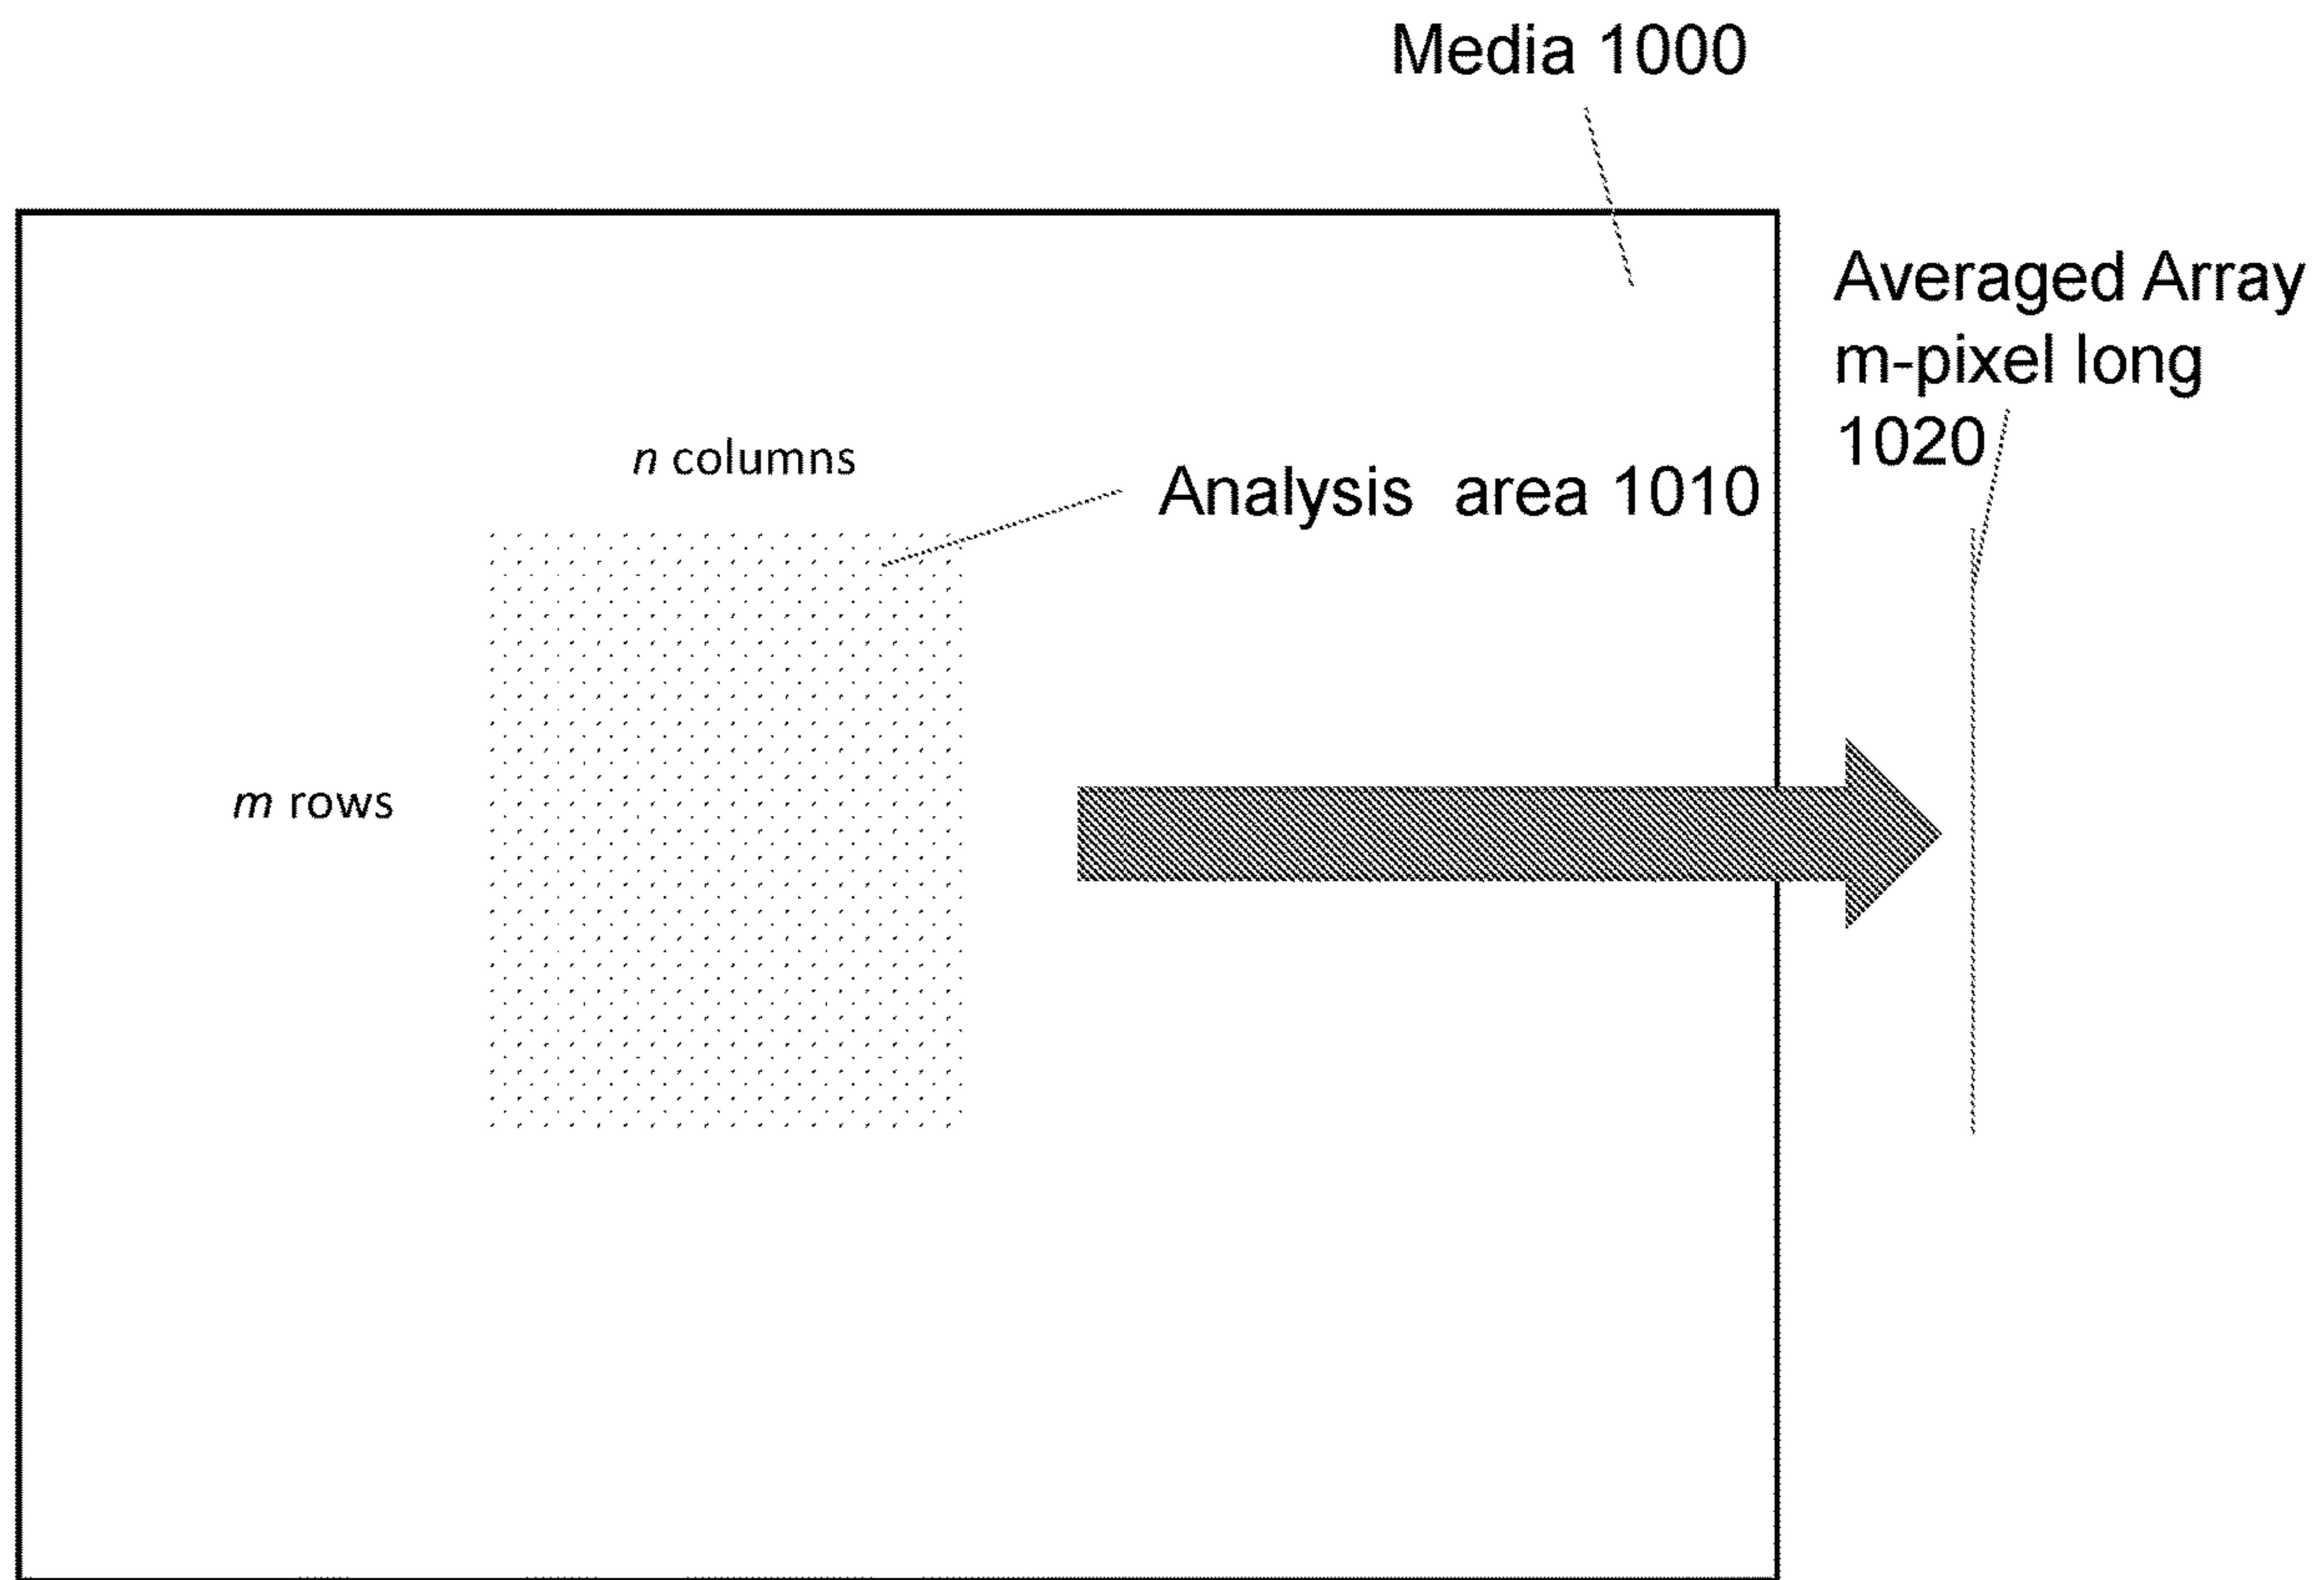 Media 1000
Averaged Array
m-pixel long
1020
n columns
Analysis area 1010
m rows